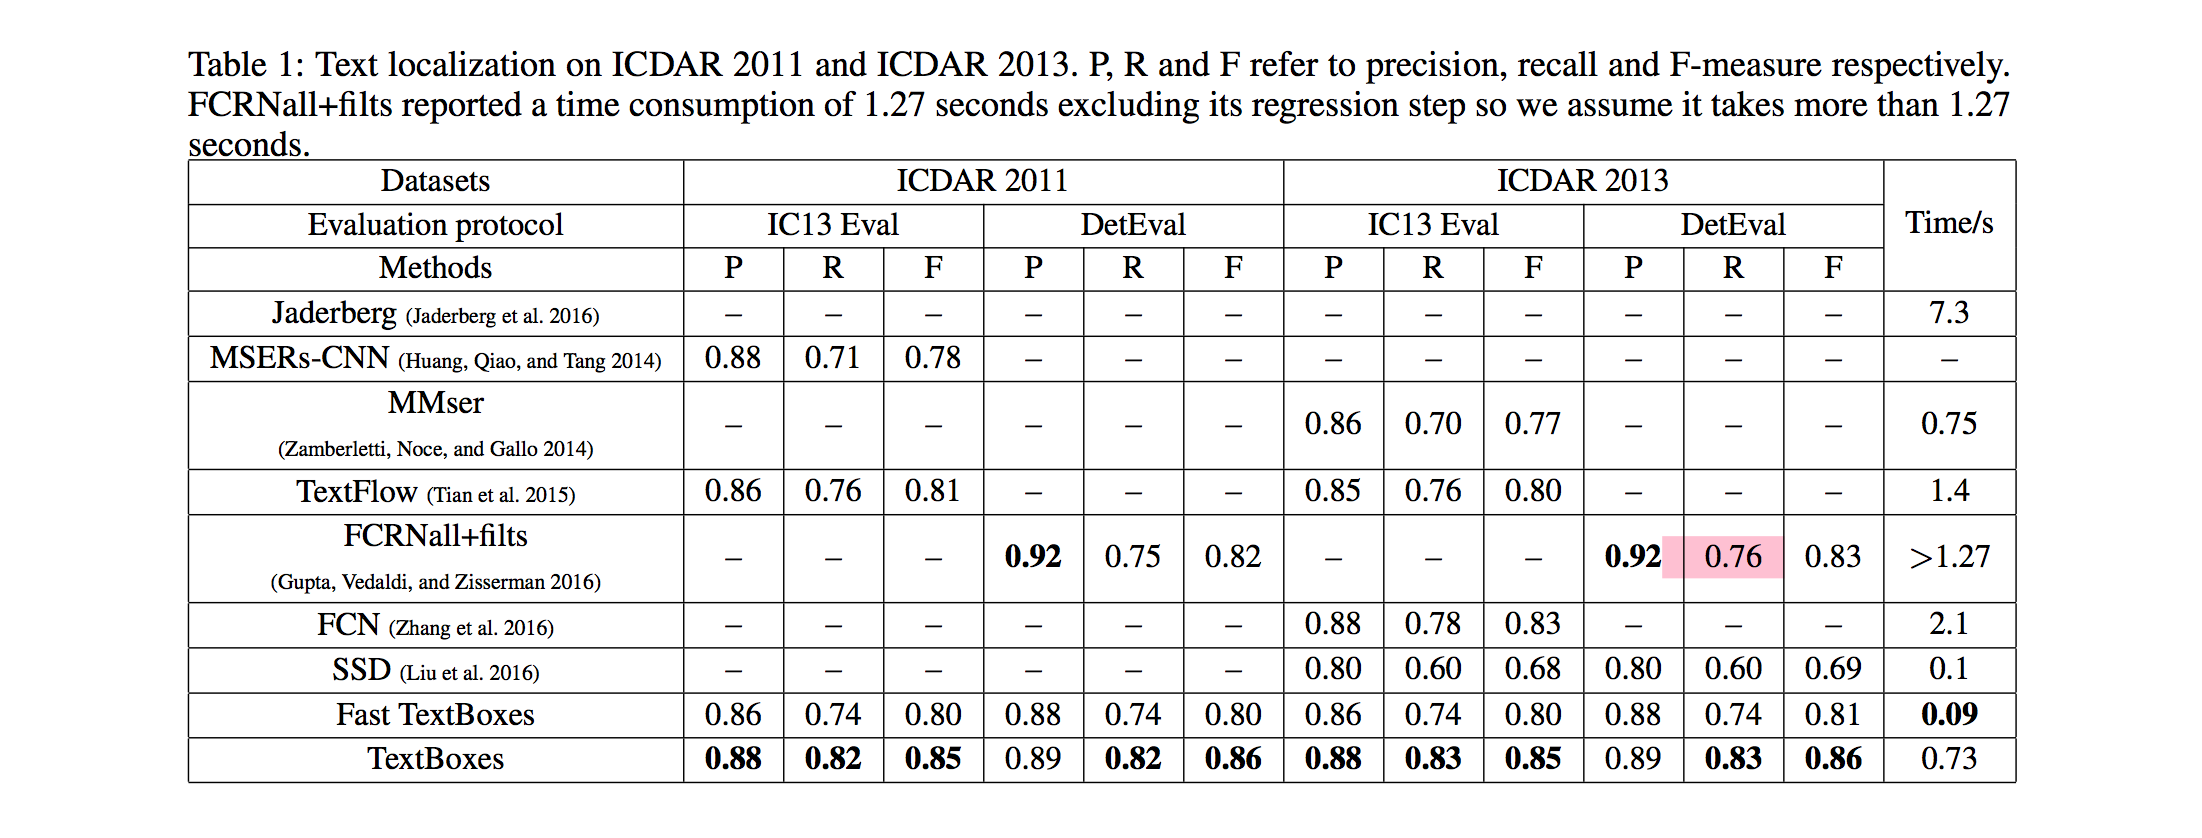 Table 1: Text localization on ICDAR 2011 and ICDAR 2013. P, R and F refer to precision, recall and F-measure respectively.
FCRNall+filts reported a time consumption of 1.27 seconds excluding its regression step so we assume it takes more than 1.27
seconds.
Datasets ICDAR 2011 ICDAR 2013 Time/s
Evaluation protocol IC13 Eval DetEval IC13 Eval DetEval
Methods P R F P R F P R F P R F
Jaderberg (Jaderberg et al. 2016) – – – – – – – – – – – – 7.3
MSERs-CNN (Huang, Qiao, and Tang 2014) 0.88 0.71 0.78 – – – – – – – – – –
MMser
(Zamberletti, Noce, and Gallo 2014) – – – – – – 0.86 0.70 0.77 – – – 0.75
TextFlow (Tian et al. 2015) 0.86 0.76 0.81 – – – 0.85 0.76 0.80 – – – 1.4
FCRNall+filts
(Gupta, Vedaldi, and Zisserman 2016) – – – 0.92 0.75 0.82 – – – 0.92 0.76 0.83 >1.27
FCN (Zhang et al. 2016) – – – – – – 0.88 0.78 0.83 – – – 2.1
SSD (Liu et al. 2016) – – – – – – 0.80 0.60 0.68 0.80 0.60 0.69 0.1
Fast TextBoxes 0.86 0.74 0.80 0.88 0.74 0.80 0.86 0.74 0.80 0.88 0.74 0.81 0.09
TextBoxes 0.88 0.82 0.85 0.89 0.82 0.86 0.88 0.83 0.85 0.89 0.83 0.86 0.73